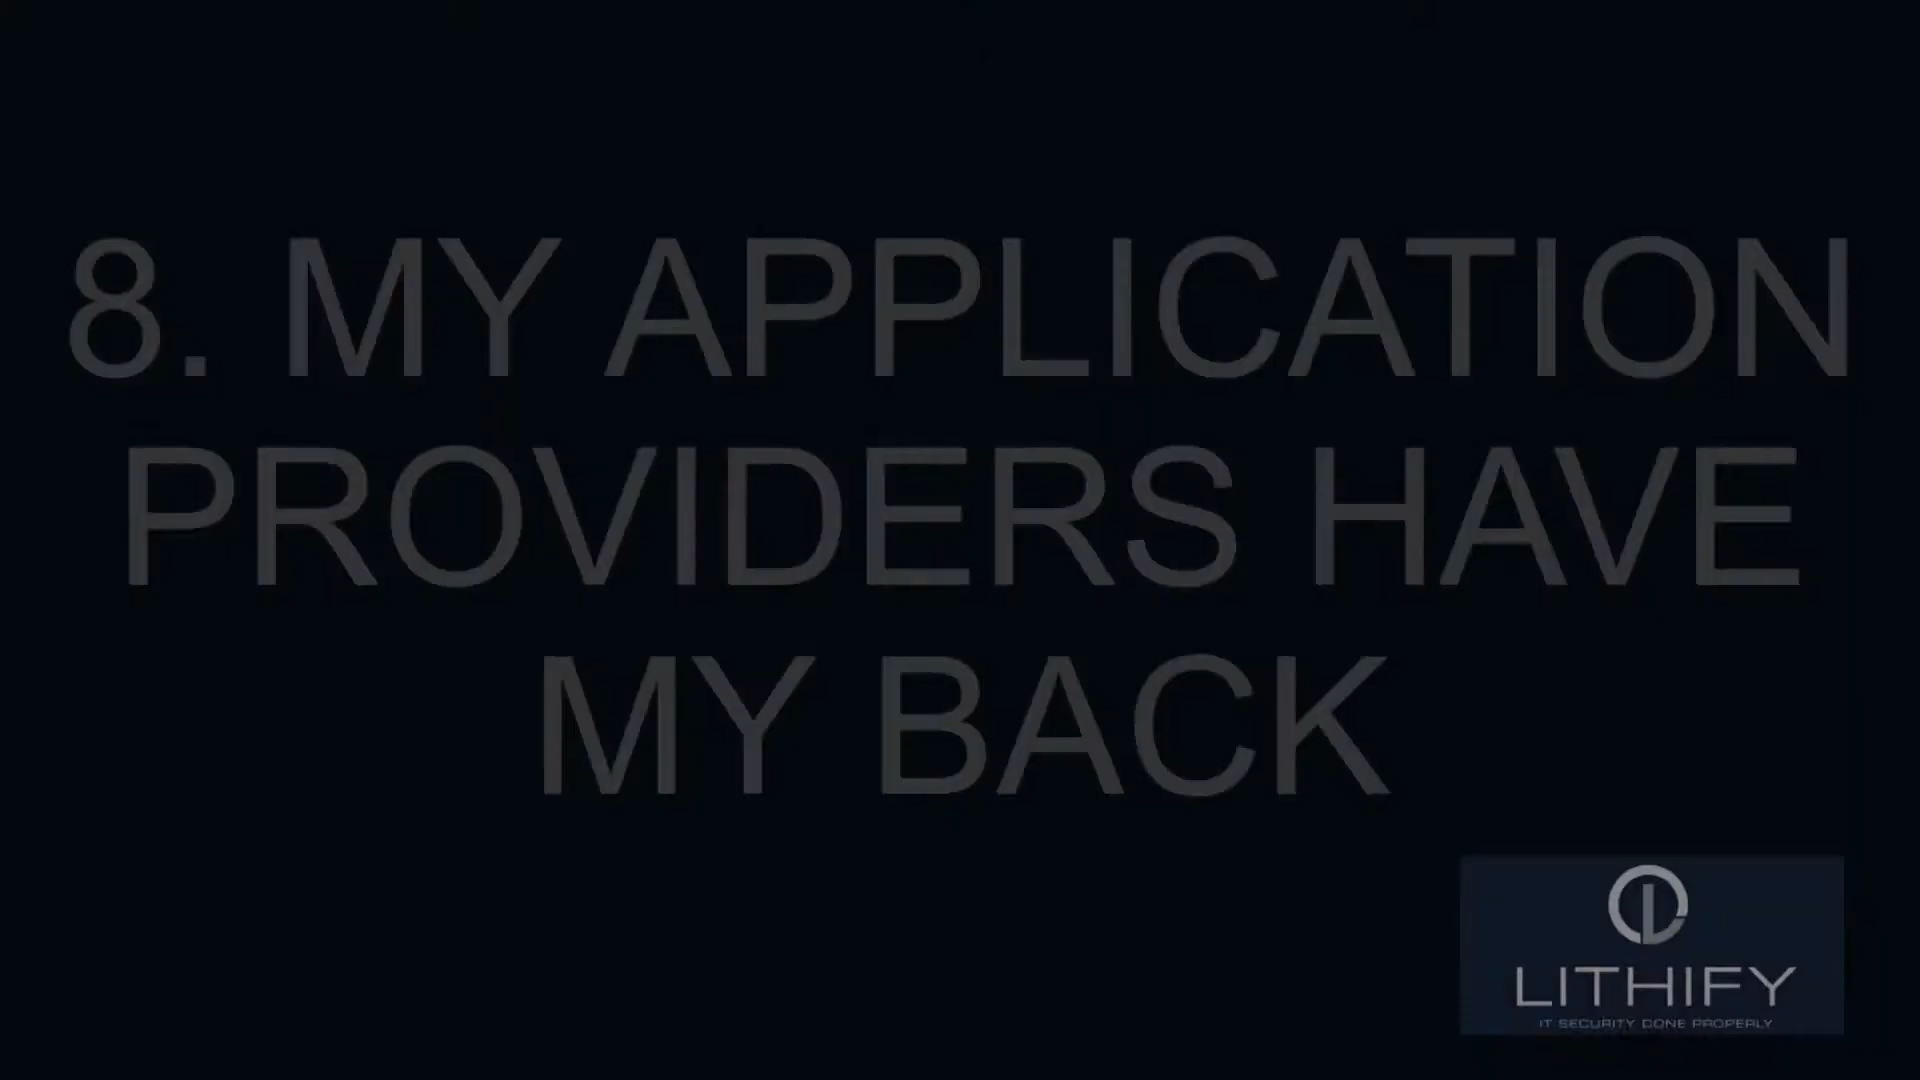 8. MY APPLICATION
PROVIDERS HAVE
MY BACK
LITHIFY
IT SECURITY DONE PROPERLY